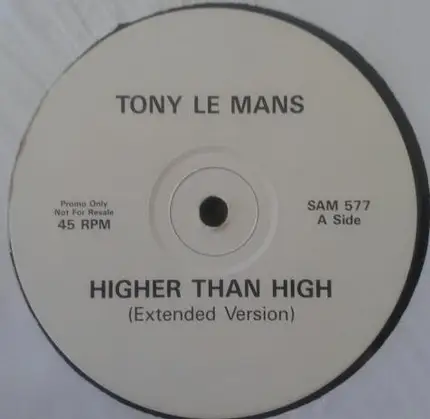 TONY LE MANS
Promo Only
Not For Resale
45 RPM
SAM 577
A Side
HIGHER THAN HIGH
(Extended Version)